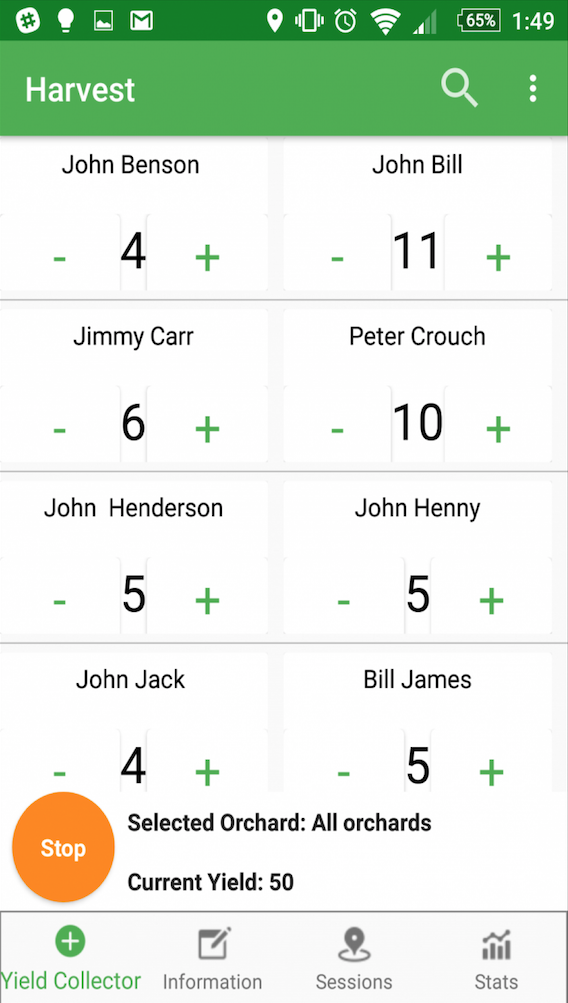 65% 1:49
Harvest
John Benson John Bill
- 4 + - 11 +
Jimmy Carr Peter Crouch
- 6 + - 10 +
John  Henderson John Henny
- 5 + - 5 +
John Jack Bill James
- 4 + - 5 +
Stop
Selected Orchard: All orchards
Current Yield: 50
Yield Collector Information Sessions Stats